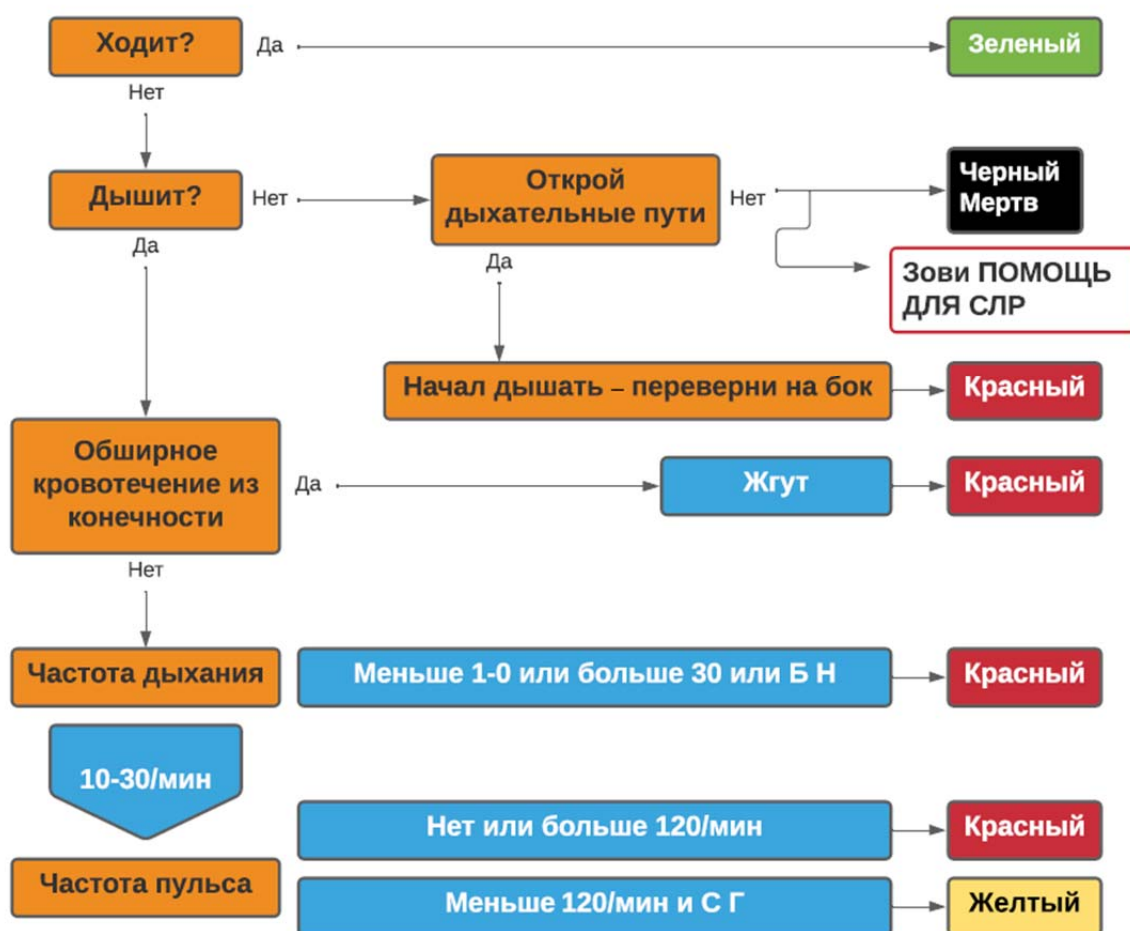 Ходит?
Да
Зеленый
Нет
Дышит?
Нет
Открой
дыхательные пути
Нет
Черный
Мертв
Да
Да
Зови ПОМОЩЬ
ДЛЯ СЛР
Начал дышать – переверни на бок
Красный
Обширное
кровотечение из
конечности
Да
Жгут
Красный
Нет
Частота дыхания
Меньше 1-0 или больше 30 или Б Н
Красный
10-30/мин
Нет или больше 120/мин
Красный
Частота пульса
Меньше 120/мин и С Г
Желтый